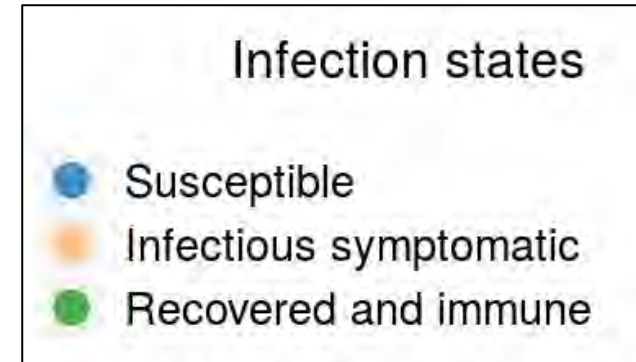 Infection states
Susceptible
Infectious symptomatic
Recovered and immune